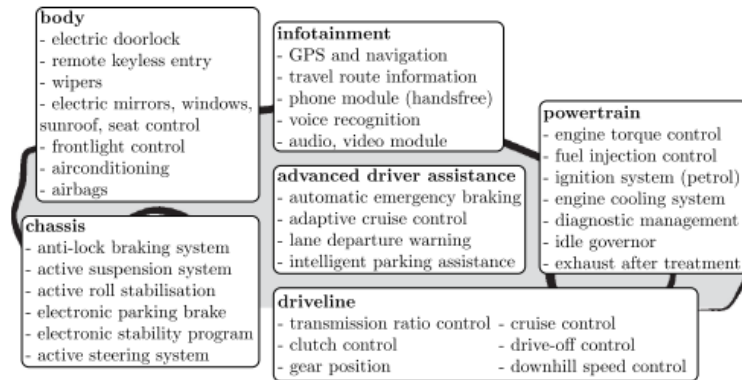 body
- electric doorlock
- remote keyless entry
- wipers
- electric mirrors, windows,
sunroof, seat control
- frontlight control
- airconditioning
- airbags
infotainment
- GPS and navigation
- travel route information
- phone module (handsfree)
- voice recognition
- audio, video module
powertrain
- engine torque control
- fuel injection control
- ignition system (petrol)
- engine cooling system
- diagnostic management
- idle governor
- exhaust after treatment
advanced driver assistance
- automatic emergency braking
- adaptive cruise control
- lane departure warning
- intelligent parking assistance
chassis
- anti-lock braking system
- active suspension system
- active roll stabilisation
- electronic parking brake
- electronic stability program
- active steering system
driveline
- transmission ratio control - cruise control
- clutch control - drive-off control
- gear position - downhill speed control